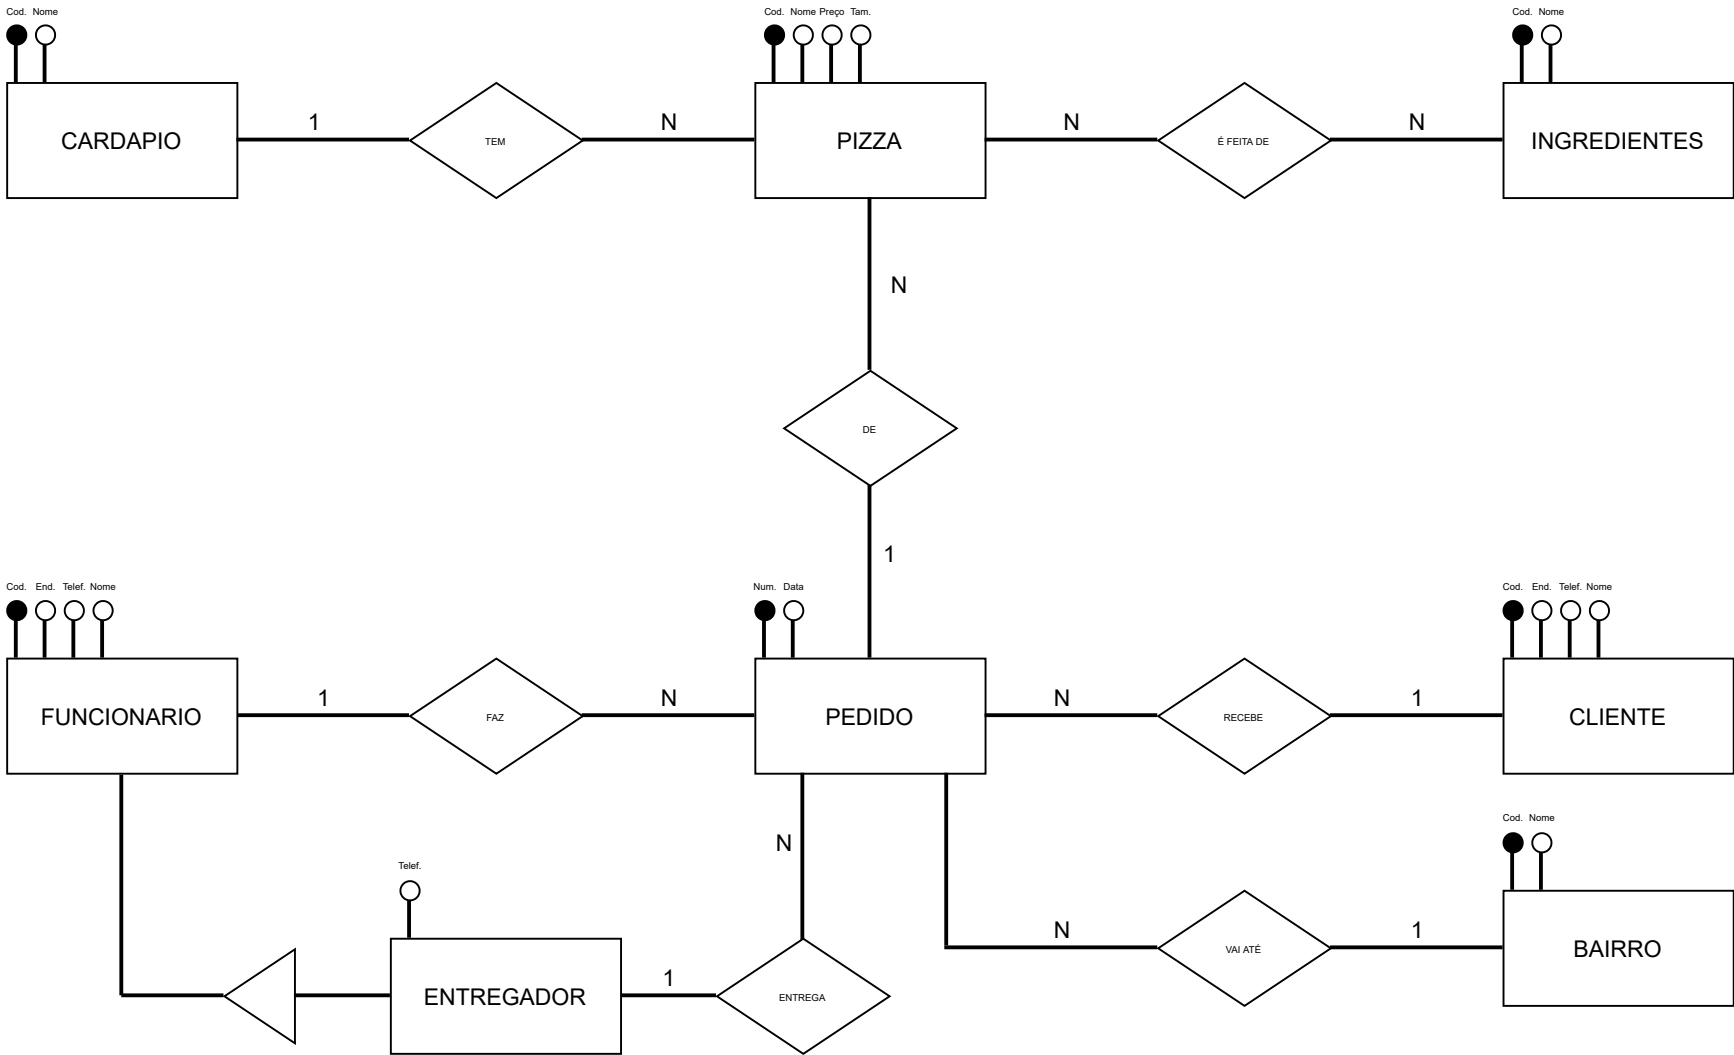 Cod. Nome
Cod. Nome Preço Tam.
Cod. Nome
CARDAPIO
1
TEM
N
PIZZA
N
É FEITA DE
N
INGREDIENTES
N
DE
1
Cod. End. Telef. Nome
Num. Data
Cod. End. Telef. Nome
FUNCIONARIO
1
FAZ
N
PEDIDO
N
RECEBE
1
CLIENTE
N
Cod. Nome
Telef.
N
VAI ATÉ
1
BAIRRO
ENTREGADOR
1
ENTREGA